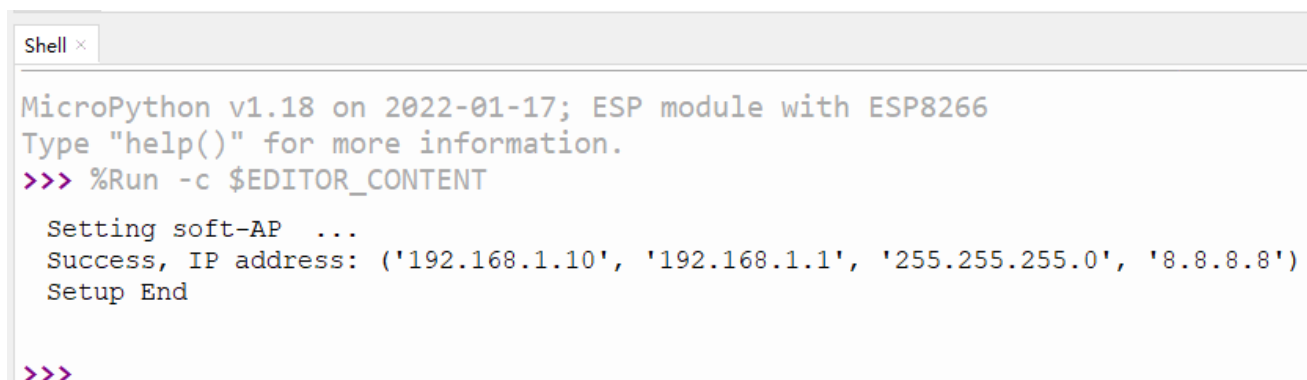 Shell ×
MicroPython v1.18 on 2022-01-17; ESP module with ESP8266
Type "help()" for more information.
>>> %Run -c $EDITOR_CONTENT
Setting soft-AP  ...
Success, IP address: ('192.168.1.10', '192.168.1.1', '255.255.255.0', '8.8.8.8')
Setup End
>>>